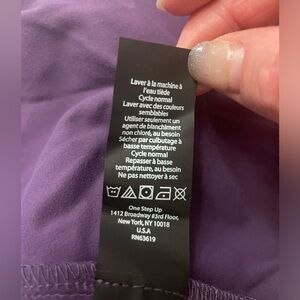 Laver à la machine à
l'eau tiède
Cycle normal
Laver avec des couleurs
semblables
Utiliser seulement un
agent de blanchiment
non chloré, au besoin
Sécher par culbutage à
basse température
Cycle normal
Repasser à basse
température, au besoin
Ne pas nettoyer à sec
One Step Up
1412 Broadway #3rd Floor,
New York, NY 10018
U.S.A
RN63619